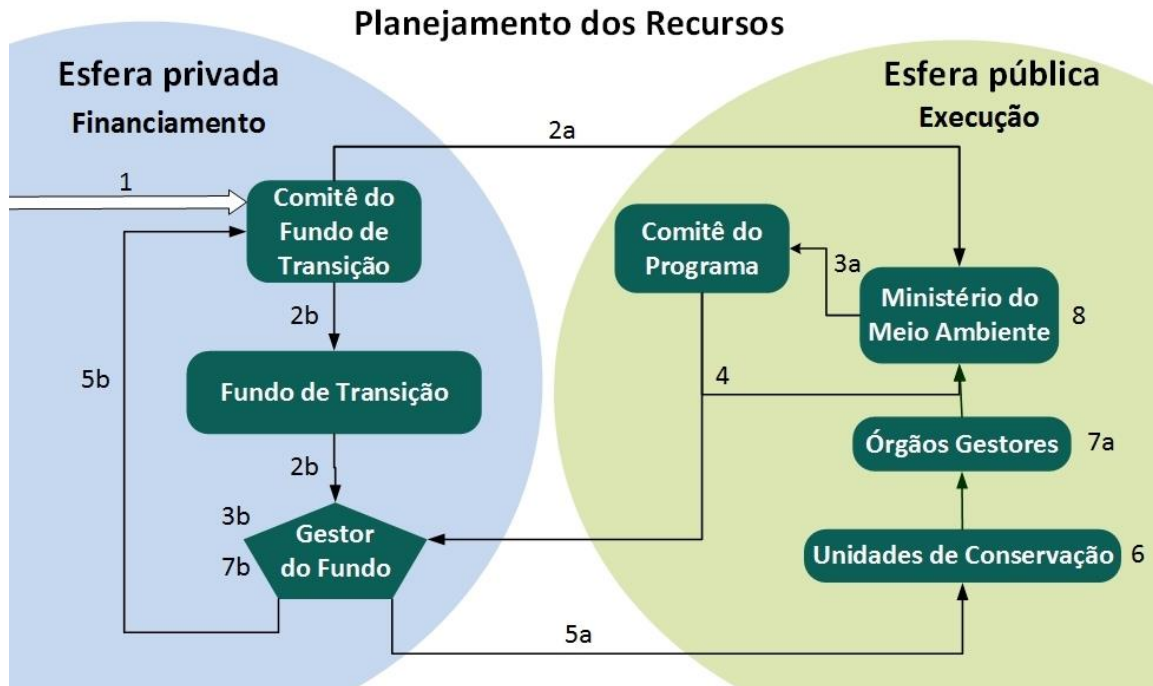 Planejamento dos Recursos
Esfera privada
Financiamento
Esfera pública
Execução
1
2a
Comitê do
Fundo de
Transição
Comitê do
Programa
3a
Ministério do
Meio Ambiente
8
2b
5b
Fundo de Transição
4
Órgãos Gestores
7a
2b
3b
7b
Gestor
do Fundo
Unidades de Conservação
6
5a